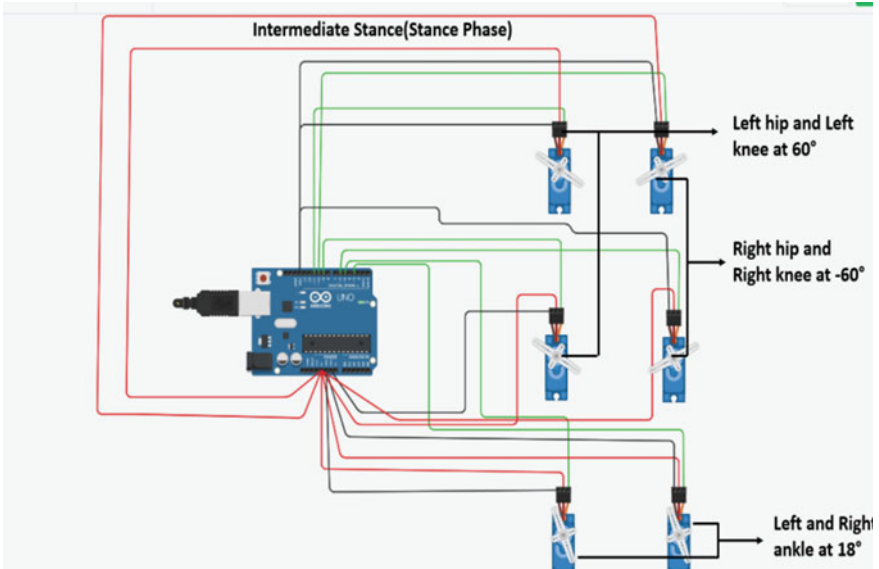 Intermediate Stance(Stance Phase)
Left hip and Left
knee at 60°
Right hip and
Right knee at -60°
UNO
Left and Right
ankle at 18°